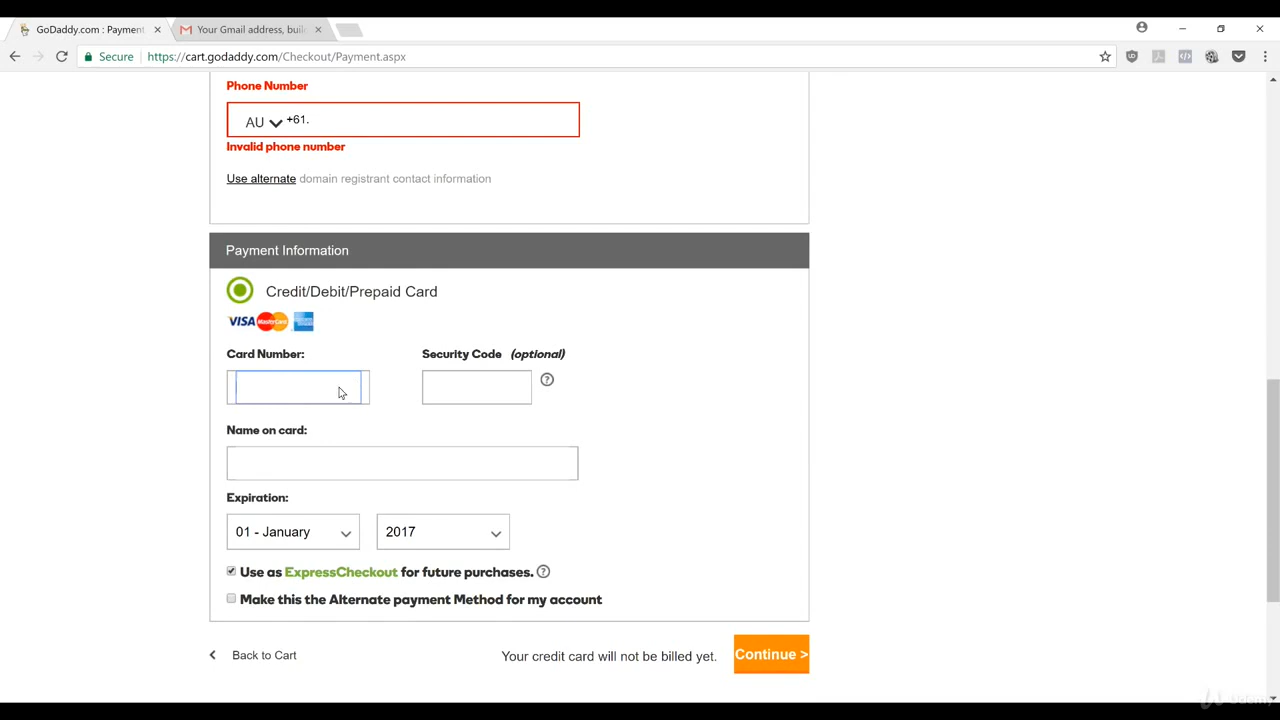 GoDaddy.com : Payment
Your Gmail address, buil
Secure https://cart.godaddy.com/Checkout/Payment.aspx
Phone Number
AU +61.
Invalid phone number
Use alternate domain registrant contact information
Payment Information
Credit/Debit/Prepaid Card
VISA MasterCard
Card Number: Security Code (optional)
?
Name on card:
Expiration:
01 - January 2017
Use as ExpressCheckout for future purchases. ?
Make this the Alternate payment Method for my account
Back to Cart Your credit card will not be billed yet. Continue >
Udemy